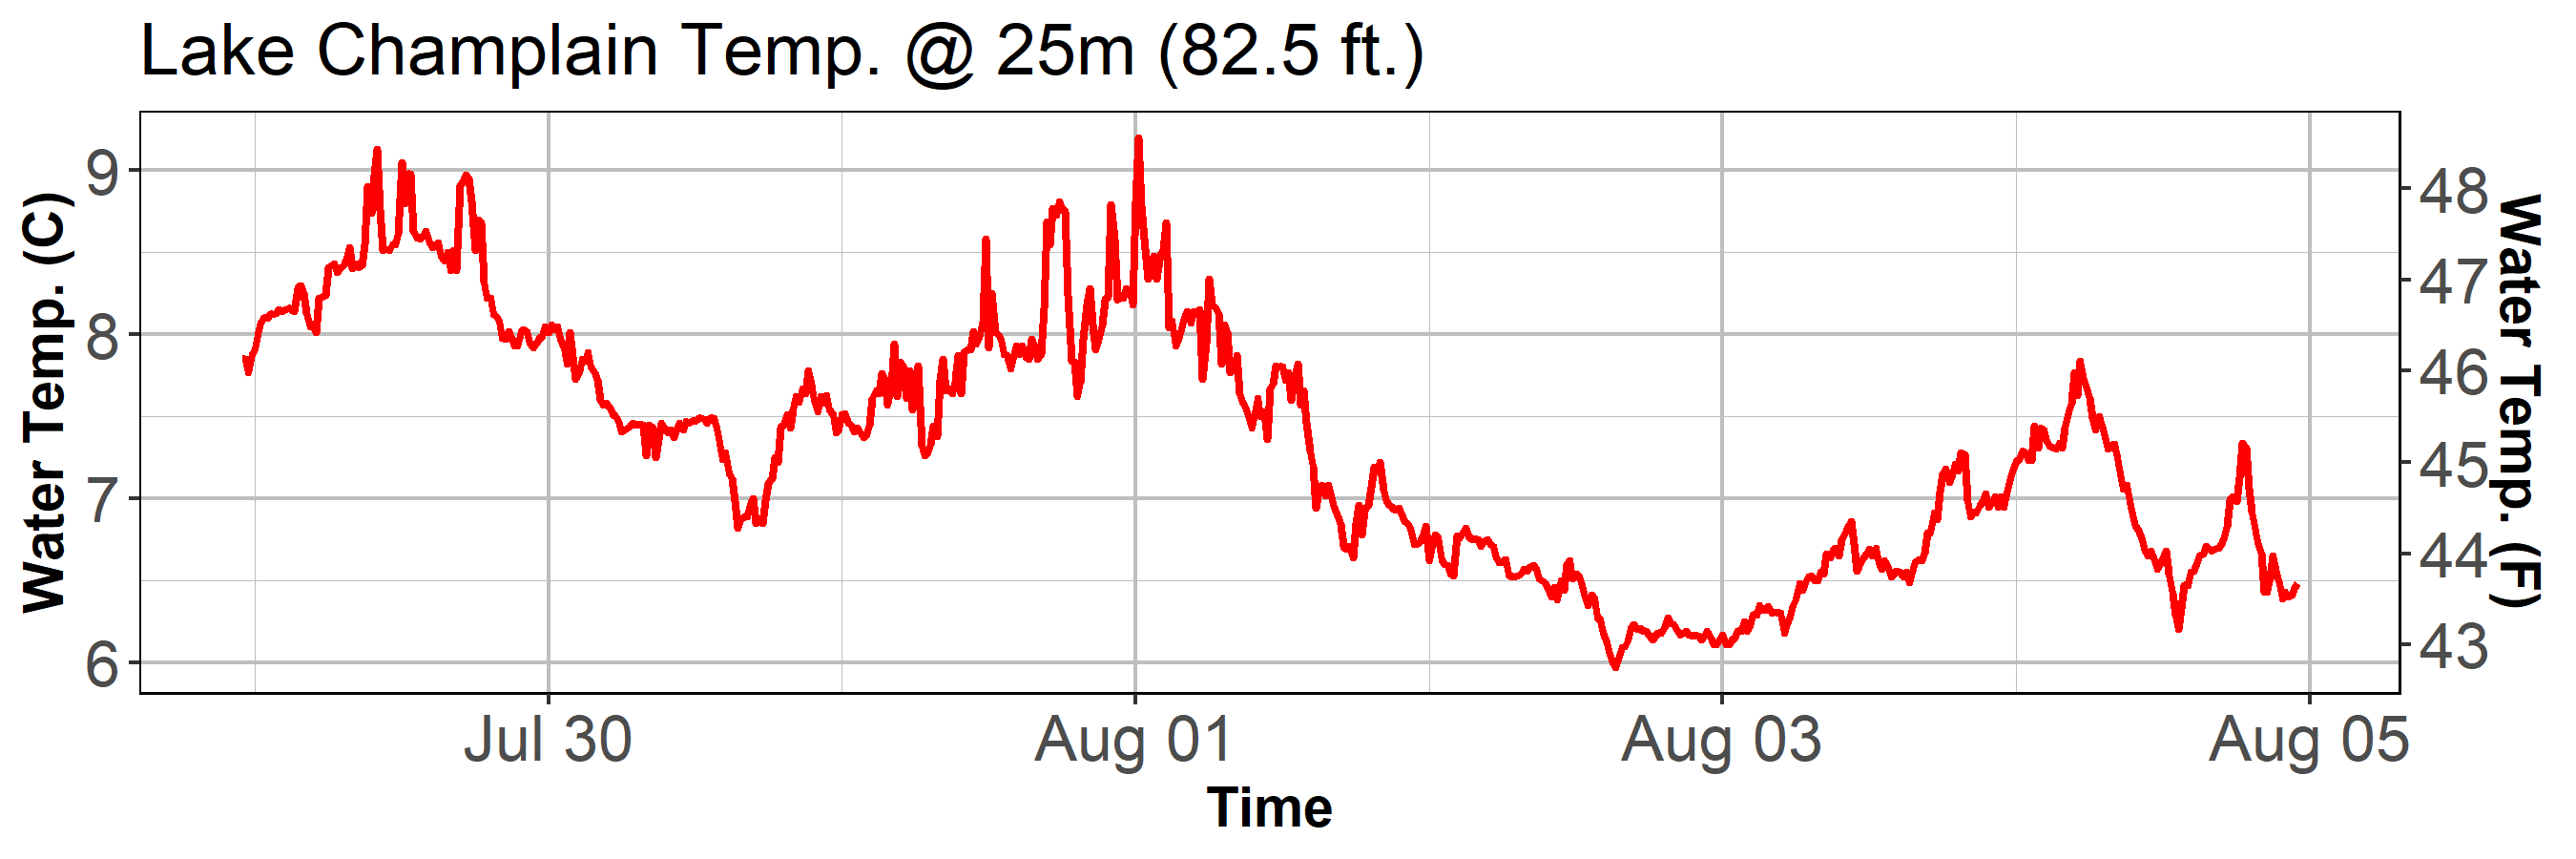 Lake Champlain Temp. @ 25m (82.5 ft.)
Water Temp. (C)
9
8
7
6
48
47
46
45
44
43
Water Temp. (F)
Jul 30
Aug 01
Aug 03
Aug 05
Time